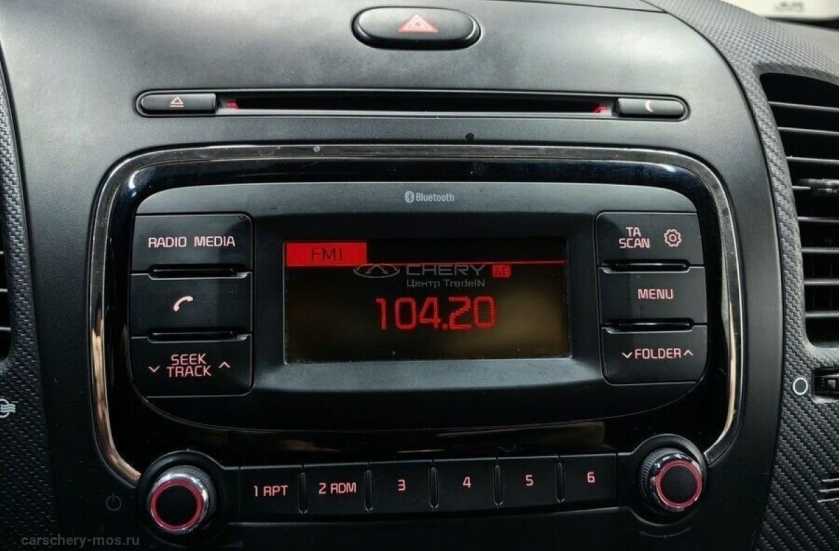 Bluetooth
RADIO MEDIA
TA
SCAN
FM1
CHERY
AF
Центр TradeIN
104.20
MENU
SEEK
TRACK
FOLDER
1 RPT
2 RDM
3
4
5
6
carschery-mos.ru